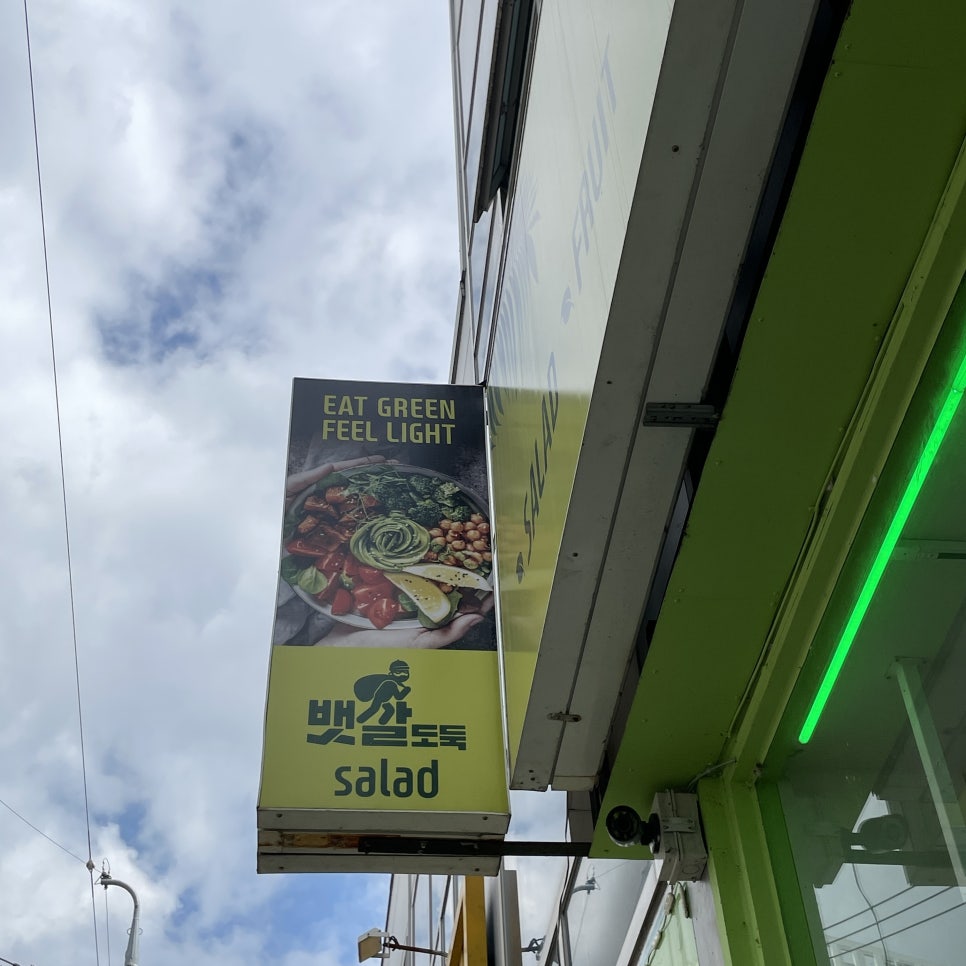 EAT GREEN
FEEL LIGHT
뱃살도둑
salad
SALAD
FRUIT